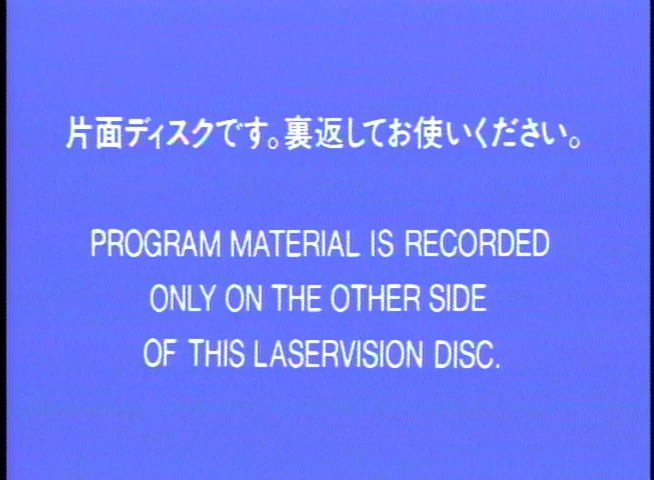 片面ディスクです。裏返してお使いください。
PROGRAM MATERIAL IS RECORDED
ONLY ON THE OTHER SIDE
OF THIS LASERVISION DISC.